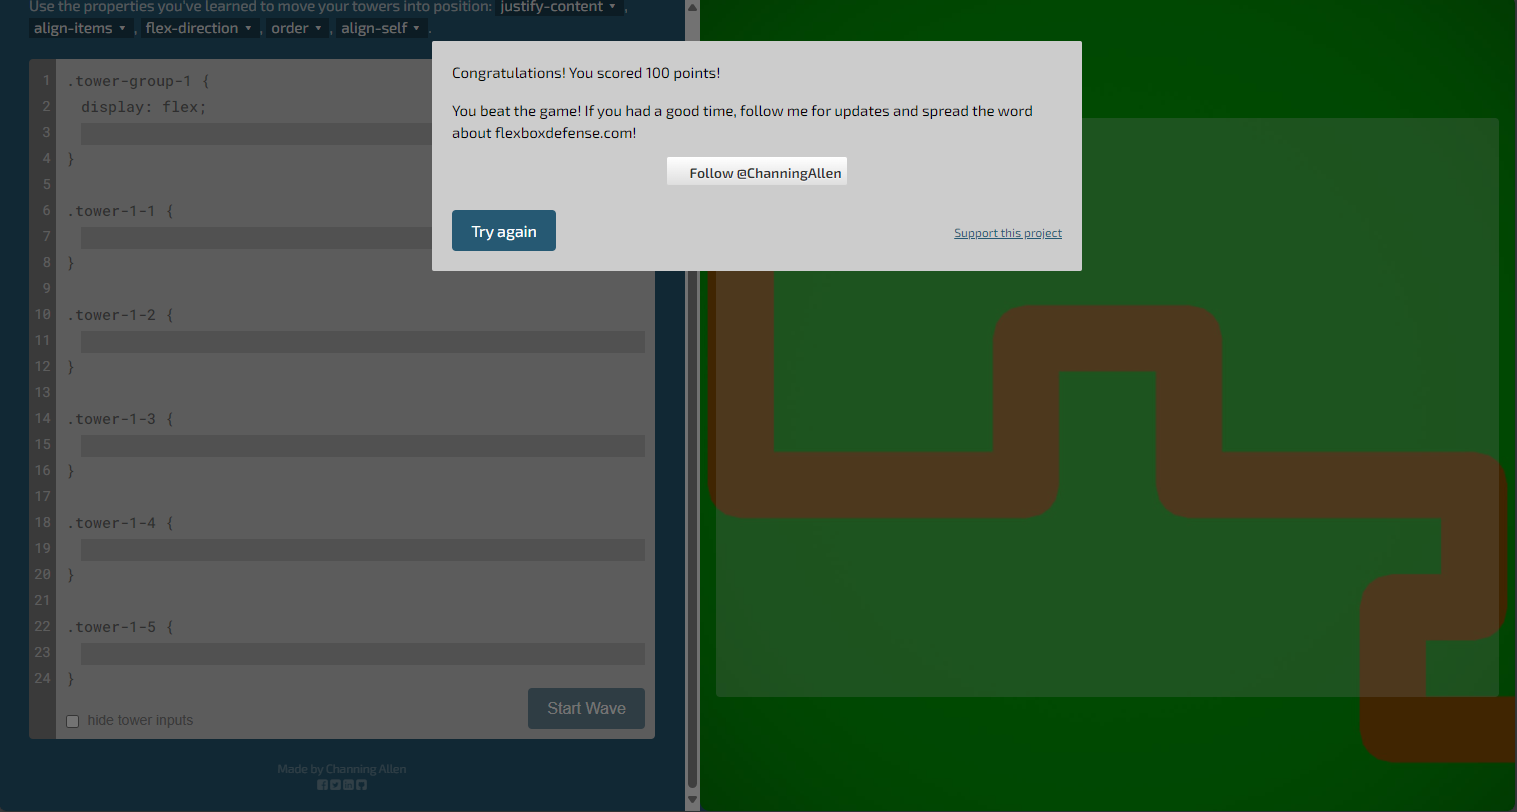 Use the properties you've learned to move your towers into position: justify-content ▼ ,
align-items ▼ , flex-direction ▼ , order ▼ , align-self ▼ .
1 .tower-group-1 {
2 display: flex;
3
4 }
5
6 .tower-1-1 {
7
8 }
9
10 .tower-1-2 {
11
12 }
13
14 .tower-1-3 {
15
16 }
17
18 .tower-1-4 {
19
20 }
21
22 .tower-1-5 {
23
24 }
hide tower inputs
Start Wave
Made by Channing Allen
Congratulations! You scored 100 points!
You beat the game! If you had a good time, follow me for updates and spread the word
about flexboxdefense.com!
Follow @ChanningAllen
Try again
Support this project